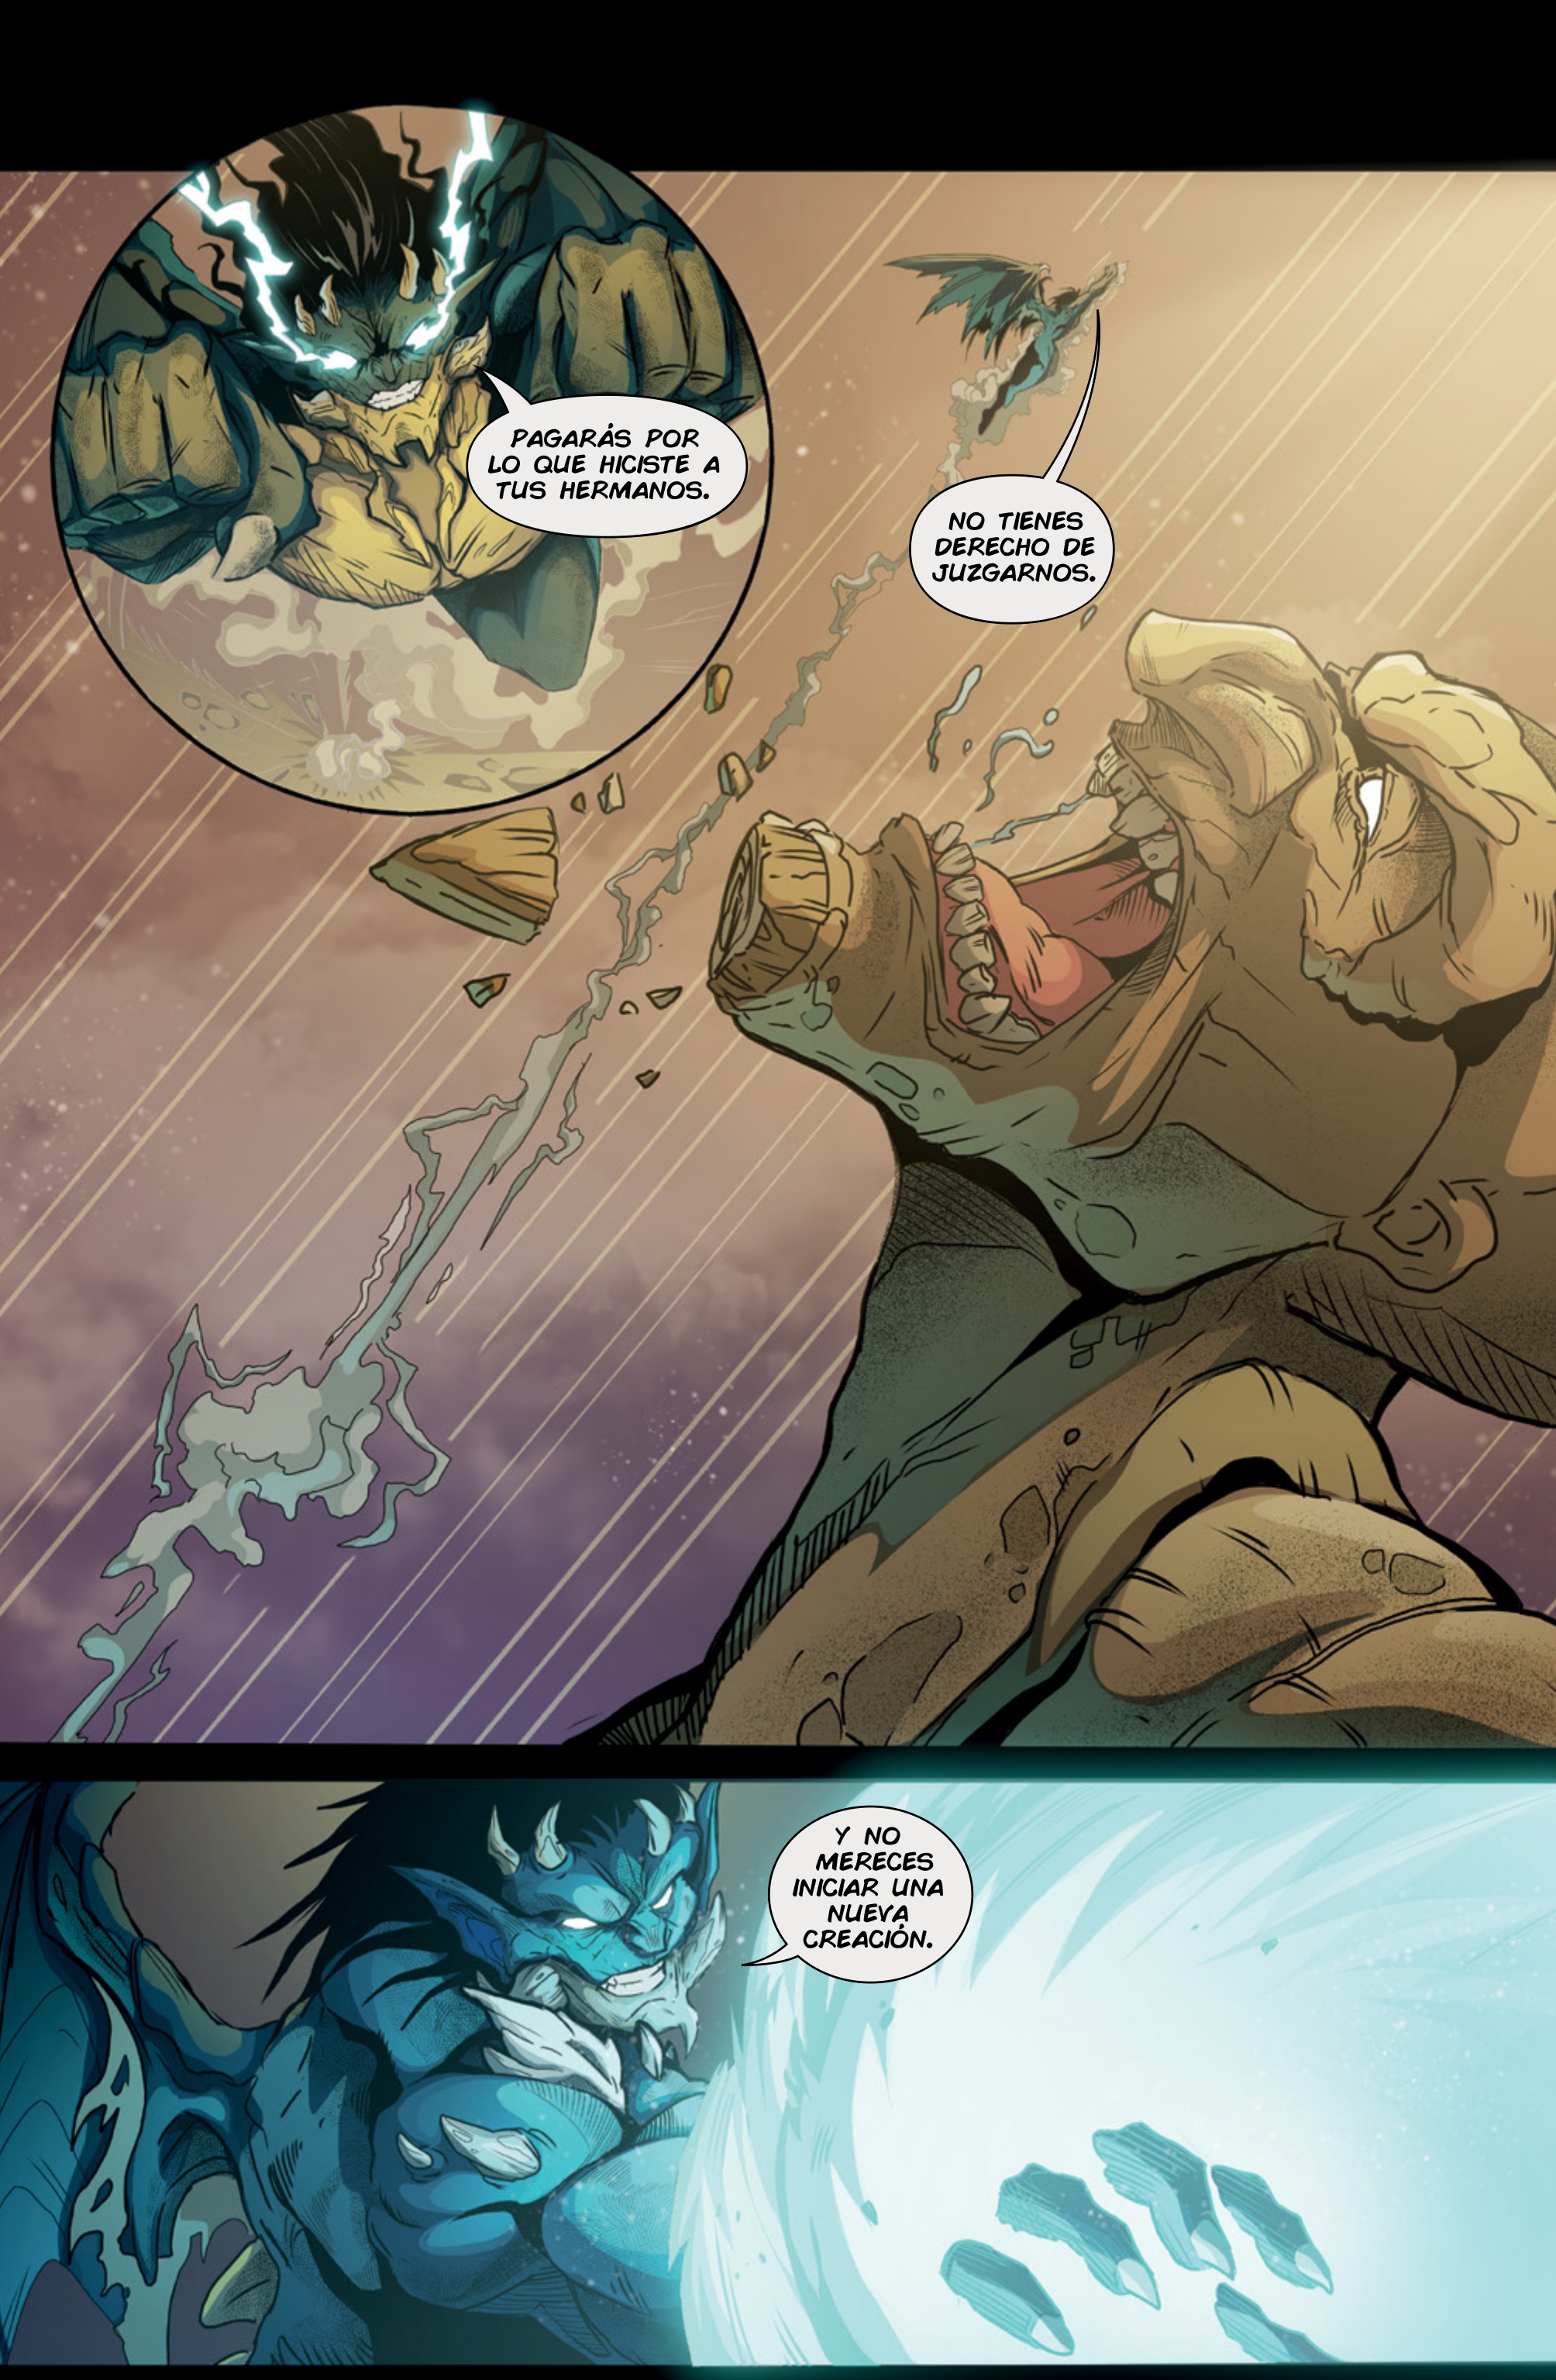 PAGARÁS POR
LO QUE HICISTE A
TUS HERMANOS.
NO TIENES
DERECHO DE
JUZGARNOS.
Y NO
MERECES
INICIAR UNA
NUEVA
CREACIÓN.